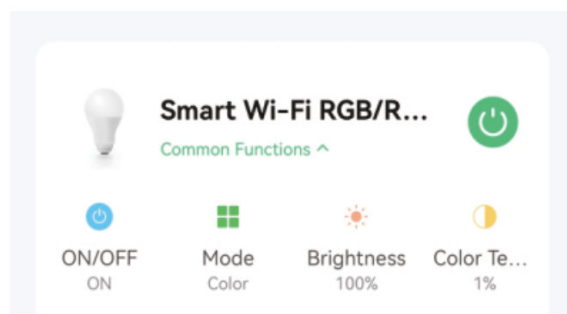 Smart Wi-Fi RGB/R...
Common Functions
ON/OFF
ON
Mode
Color
Brightness
100%
Color Te...
1%